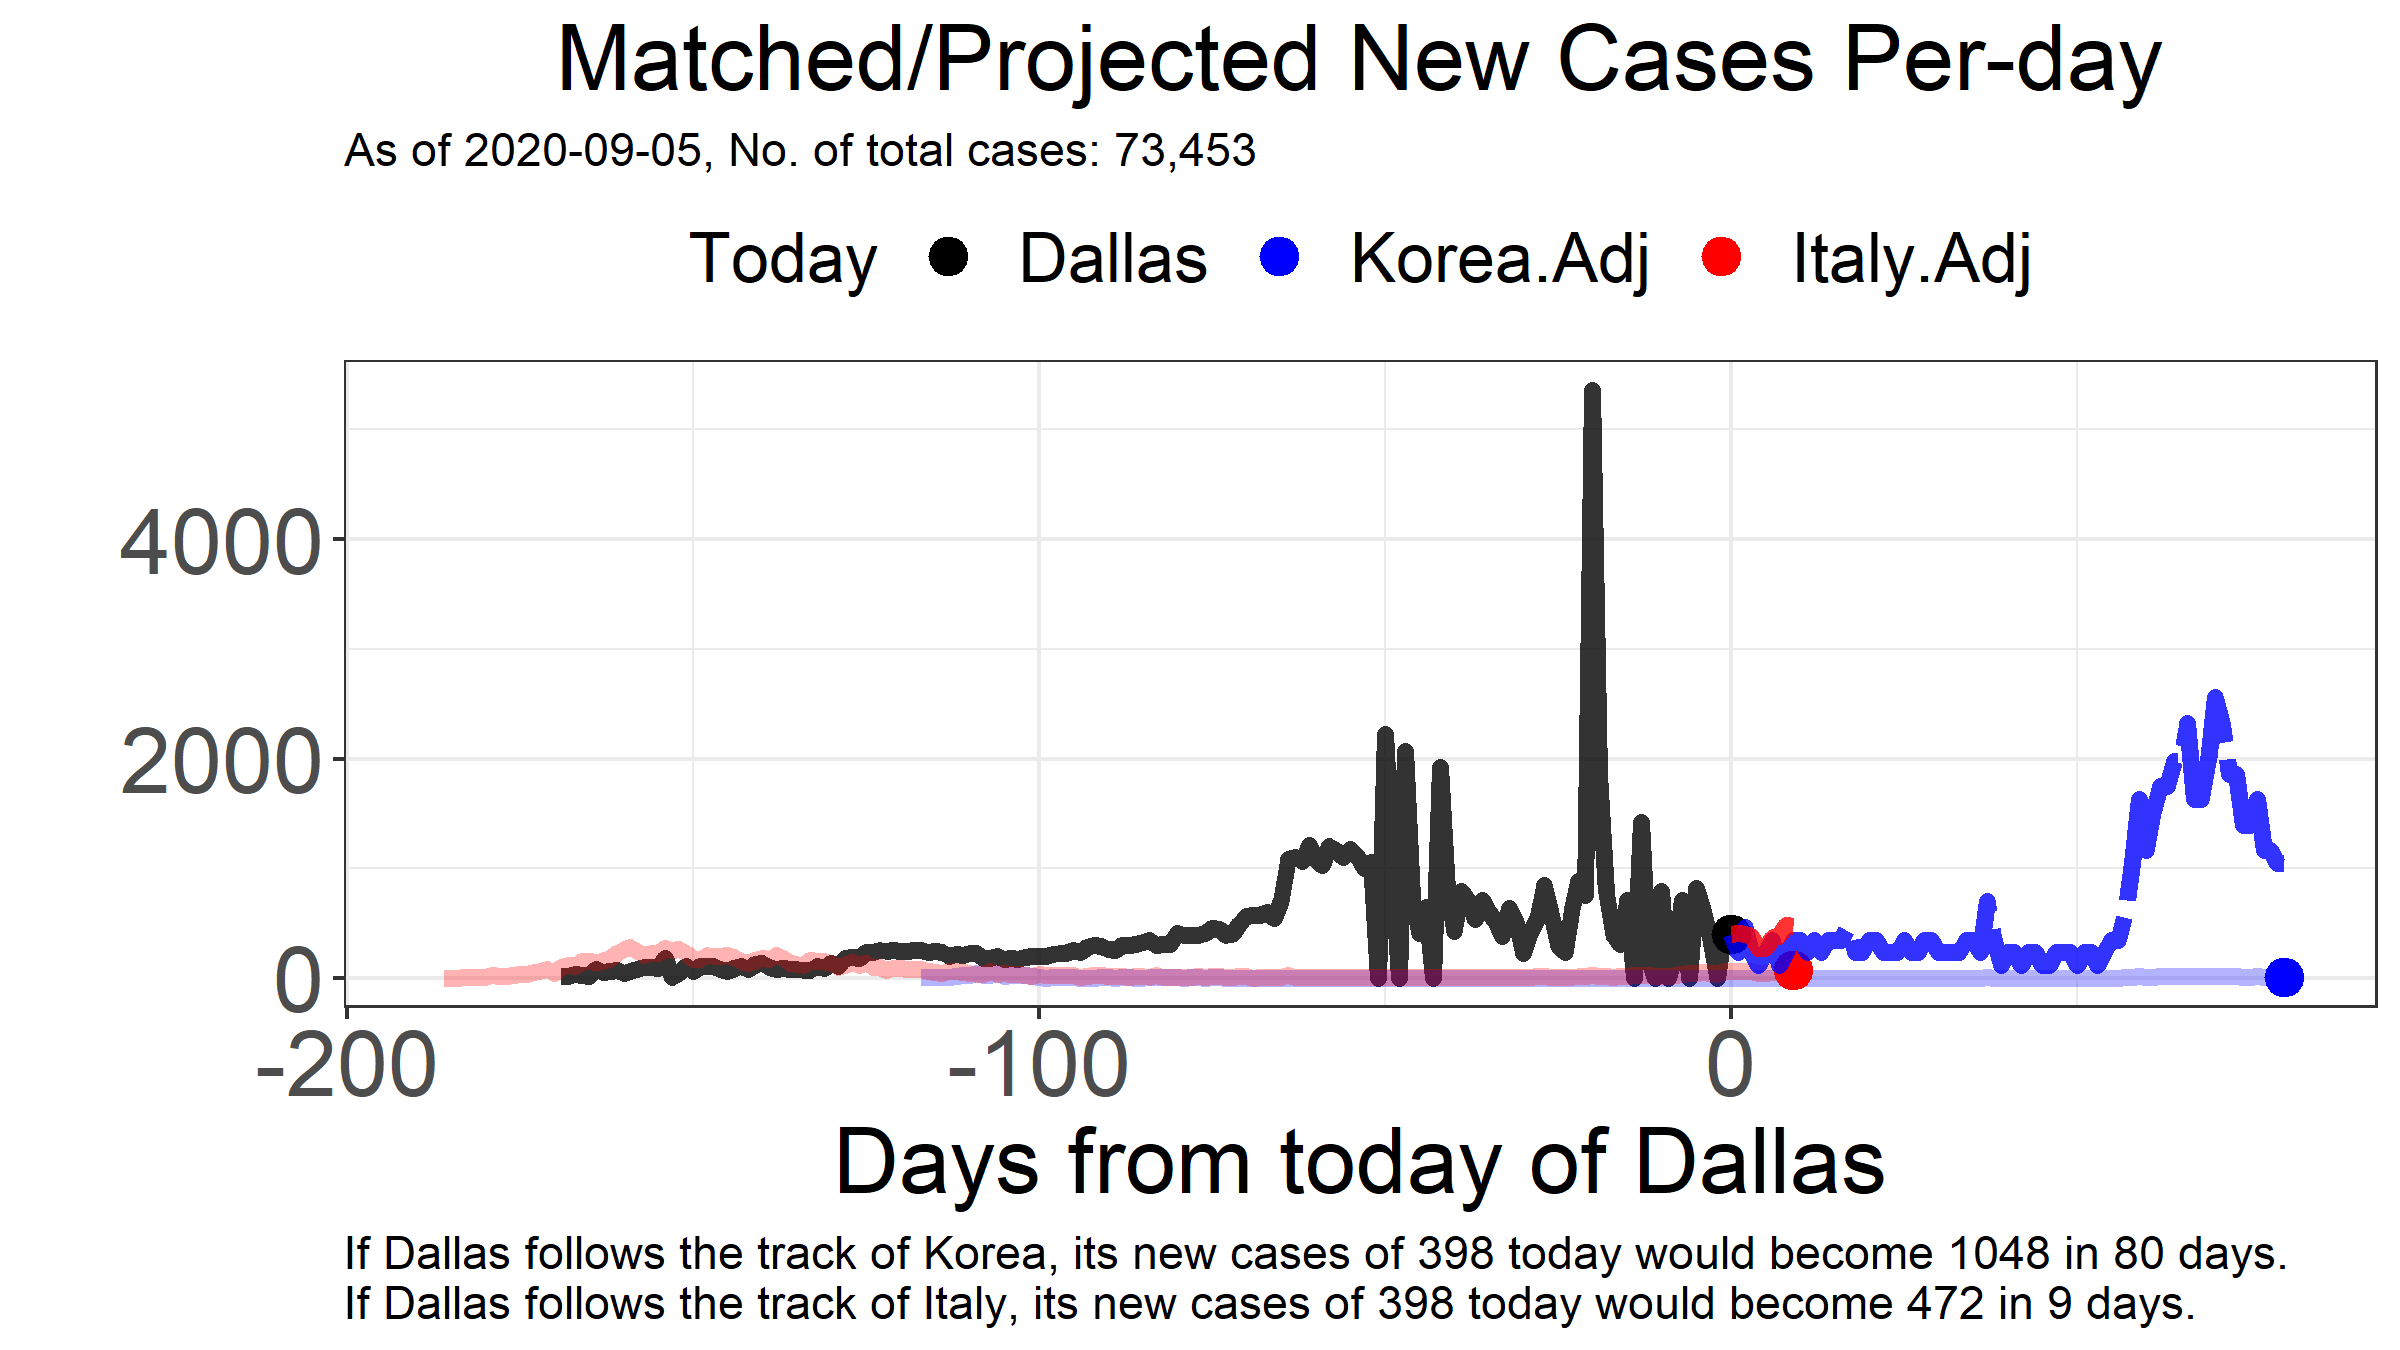 Matched/Projected New Cases Per-day
As of 2020-09-05, No. of total cases: 73,453
Today Dallas Korea.Adj Italy.Adj
4000
2000
0
-200 -100 0
Days from today of Dallas
If Dallas follows the track of Korea, its new cases of 398 today would become 1048 in 80 days.
If Dallas follows the track of Italy, its new cases of 398 today would become 472 in 9 days.